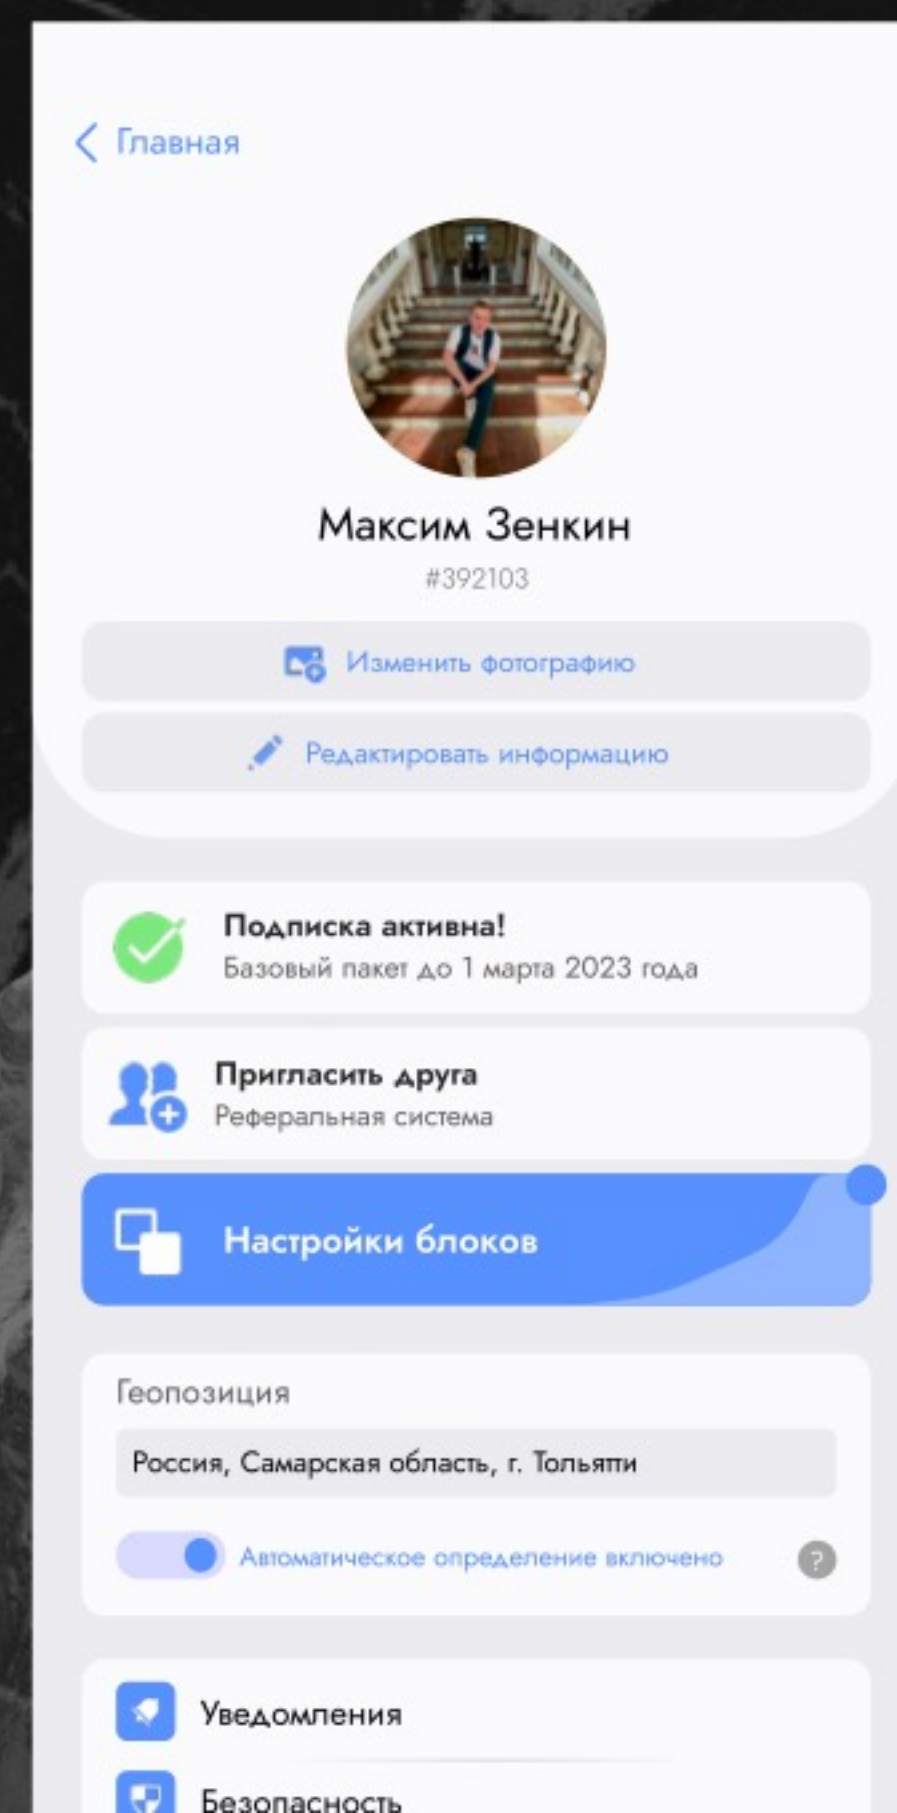 Главная
Максим Зенкин
#392103
Изменить фотографию
Редактировать информацию
Подписка активна!
Базовый пакет до 1 марта 2023 года
Пригласить друга
Реферальная система
Настройки блоков
Геопозиция
Россия, Самарская область, г. Тольятти
Автоматическое определение включено
?
Уведомления
Безопасность